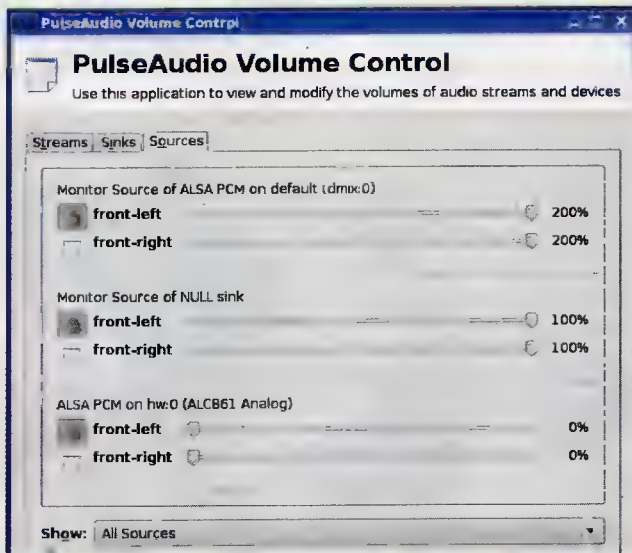 PulseAudio Volume Control
PulseAudio Volume Control
Use this application to view and modify the volumes of audio streams and devices
Streams Sinks Sources
Monitor Source of ALSA PCM on default (dmix:0)
front-left 200%
front-right 200%
Monitor Source of NULL sink
front-left 100%
front-right 100%
ALSA PCM on hw:0 (ALC861 Analog)
front-left 0%
front-right 0%
Show: All Sources